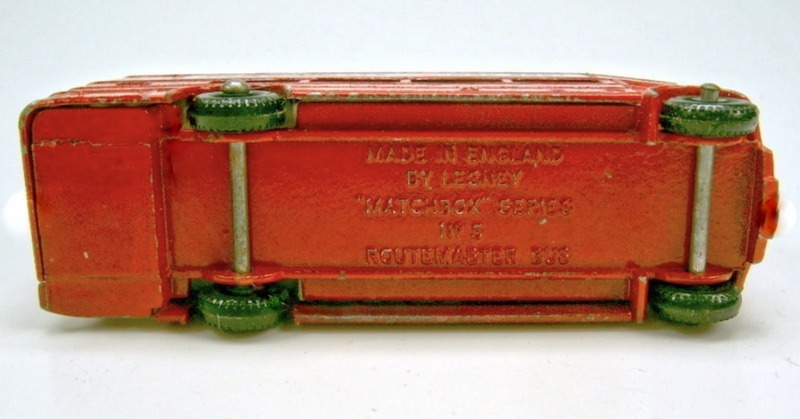 MADE IN ENGLAND
BY LESNEY
"MATCHBOX" SERIES
Nº 5
ROUTEMASTER BUS